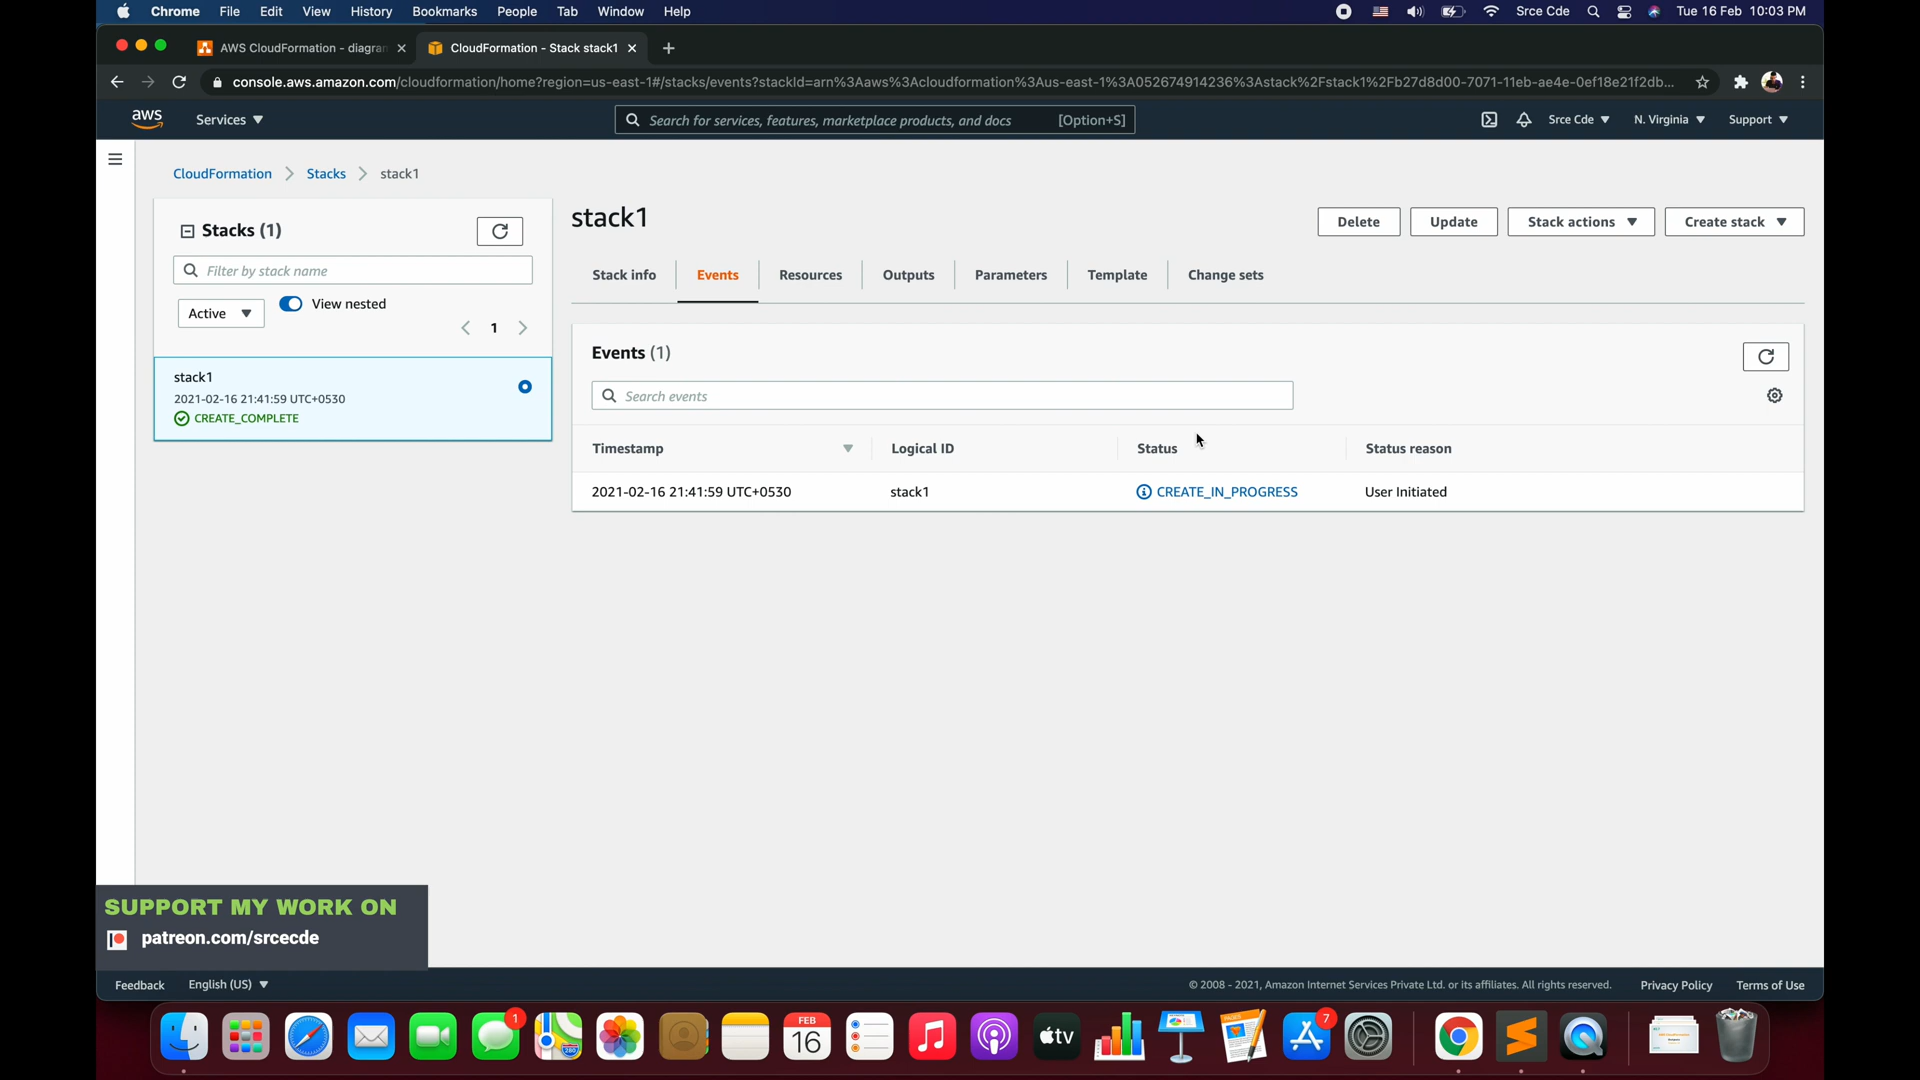 Chrome File Edit View History Bookmarks People Tab Window Help Srce Cde Tue 16 Feb 10:03 PM
AWS CloudFormation - diagran CloudFormation - Stack stack1
console.aws.amazon.com/cloudformation/home?region=us-east-1#/stacks/events?stackId=arn%3Aaws%3Acloudformation%3Aus-east-1%3A052674914236%3Astack%2Fstack1%2Fb27d8d00-7071-11eb-ae4e-0ef18e21f2db...
aws Services Search for services, features, marketplace products, and docs [Option+S] Srce Cde N. Virginia Support
CloudFormation Stacks stack1
Stacks (1)
Filter by stack name
Active View nested
1
stack1
2021-02-16 21:41:59 UTC+0530
CREATE_COMPLETE
stack1
Delete Update Stack actions Create stack
Stack info Events Resources Outputs Parameters Template Change sets
Events (1)
Search events
Timestamp Logical ID Status Status reason
2021-02-16 21:41:59 UTC+0530 stack1 CREATE_IN_PROGRESS User Initiated
SUPPORT MY WORK ON
patreon.com/srcecde
Feedback English (US) © 2008 - 2021, Amazon Internet Services Private Ltd. or its affiliates. All rights reserved. Privacy Policy Terms of Use
1 FEB 16 tv 7